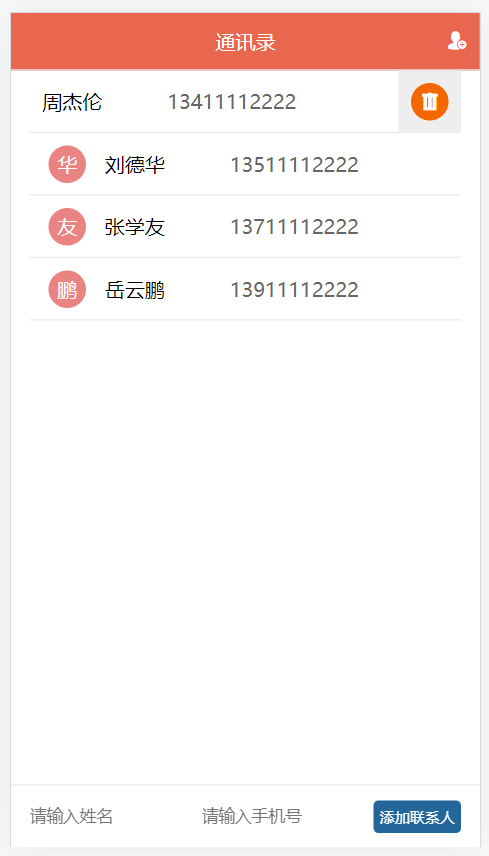 通讯录
周杰伦 13411112222
华 刘德华 13511112222
友 张学友 13711112222
鹏 岳云鹏 13911112222
请输入姓名 请输入手机号 添加联系人